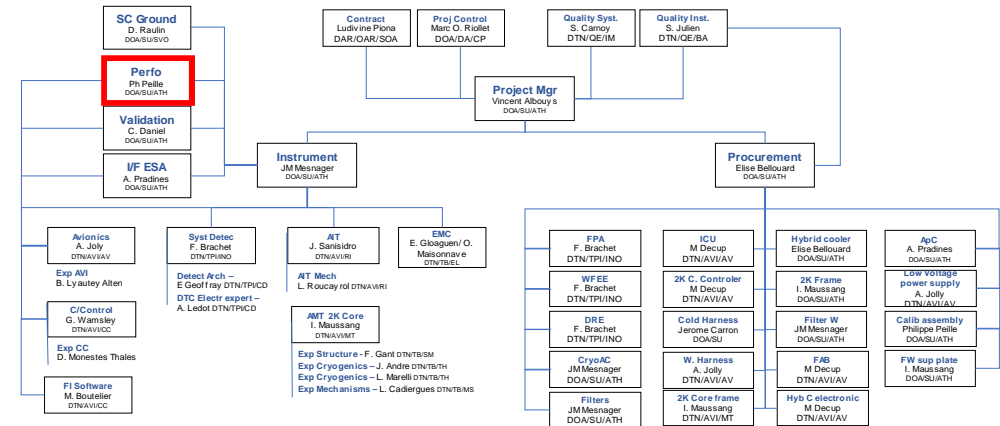 SC Ground
D. Raulin
DOA/SU/SVO
Contract
Ludivine Piona
DAR/OAR/SOA
Proj Control
Marc O. Riollet
DOA/DA/CP
Quality Syst.
S. Carnoy
DTN/QE/IM
Quality Inst.
S. Julien
DTN/QE/BA
Perfo
Ph Peille
DOA/SU/ATH
Project Mgr
Vincent Albouys
DOA/SU/ATH
Validation
C. Daniel
DOA/SU/ATH
I/F ESA
A. Pradines
DOA/SU/ATH
Instrument
JM Mesnager
DOA/SU/ATH
Procurement
Elise Bellouard
DOA/SU/ATH
Avionics
A. Joly
DTN/AVI/AV
Exp AVI
B. Lyautey Alten
C/Control
G. Wamsley
DTN/AVI/CC
Exp CC
D. Monestes Thales
Fl Software
M. Boutelier
DTN/AVI/CC
Syst Detec
F. Brachet
DTN/TPI/INO
Detect Arch –
E Geoffray DTN/TPI/CD
DTC Electr expert –
A. Ledot DTN/TPI/CD
AIT
J. Sanisidro
DTN/AVI/RI
AIT Mech
L. Roucayrol DTN/AVI/RI
AMT 2K Core
I. Maussang
DTN/AVI/MT
Exp Structure - F. Gant DTN/TB/SM
Exp Cryogenics – J. Andre DTN/TB/TH
Exp Cryogenics – L. Marelli DTN/TB/TH
Exp Mechanisms – L. Cadiergues DTN/TB/MS
EMC
E. Gloaguen/ O.
Maisonnave
DTN/TB/EL
FPA
F. Brachet
DTN/TPI/INO
WFEE
F. Brachet
DTN/TPI/INO
DRE
F. Brachet
DTN/TPI/INO
CryoAC
JM Mesnager
DOA/SU/ATH
Filters
JM Mesnager
DOA/SU/ATH
ICU
M Decup
DTN/AVI/AV
2K C. Controler
M Decup
DTN/AVI/AV
Cold Harness
Jerome Carron
DOA/SU
W. Harness
A. Jolly
DTN/AVI/AV
2K Core frame
I. Maussang
DTN/AVI/MT
Hybrid cooler
Elise Bellouard
DOA/SU/ATH
2K Frame
I. Maussang
DOA/SU/ATH
Filter W
JM Mesnager
DOA/SU/ATH
FAB
M Decup
DTN/AVI/AV
Hyb C electronic
M Decup
DTN/AVI/AV
ApC
A. Pradines
DOA/SU/ATH
Low Voltage
power supply
A. Jolly
DTN/AVI/AV
Calib assembly
Philippe Peille
DOA/SU/ATH
FW sup plate
I. Maussang
DOA/SU/ATH